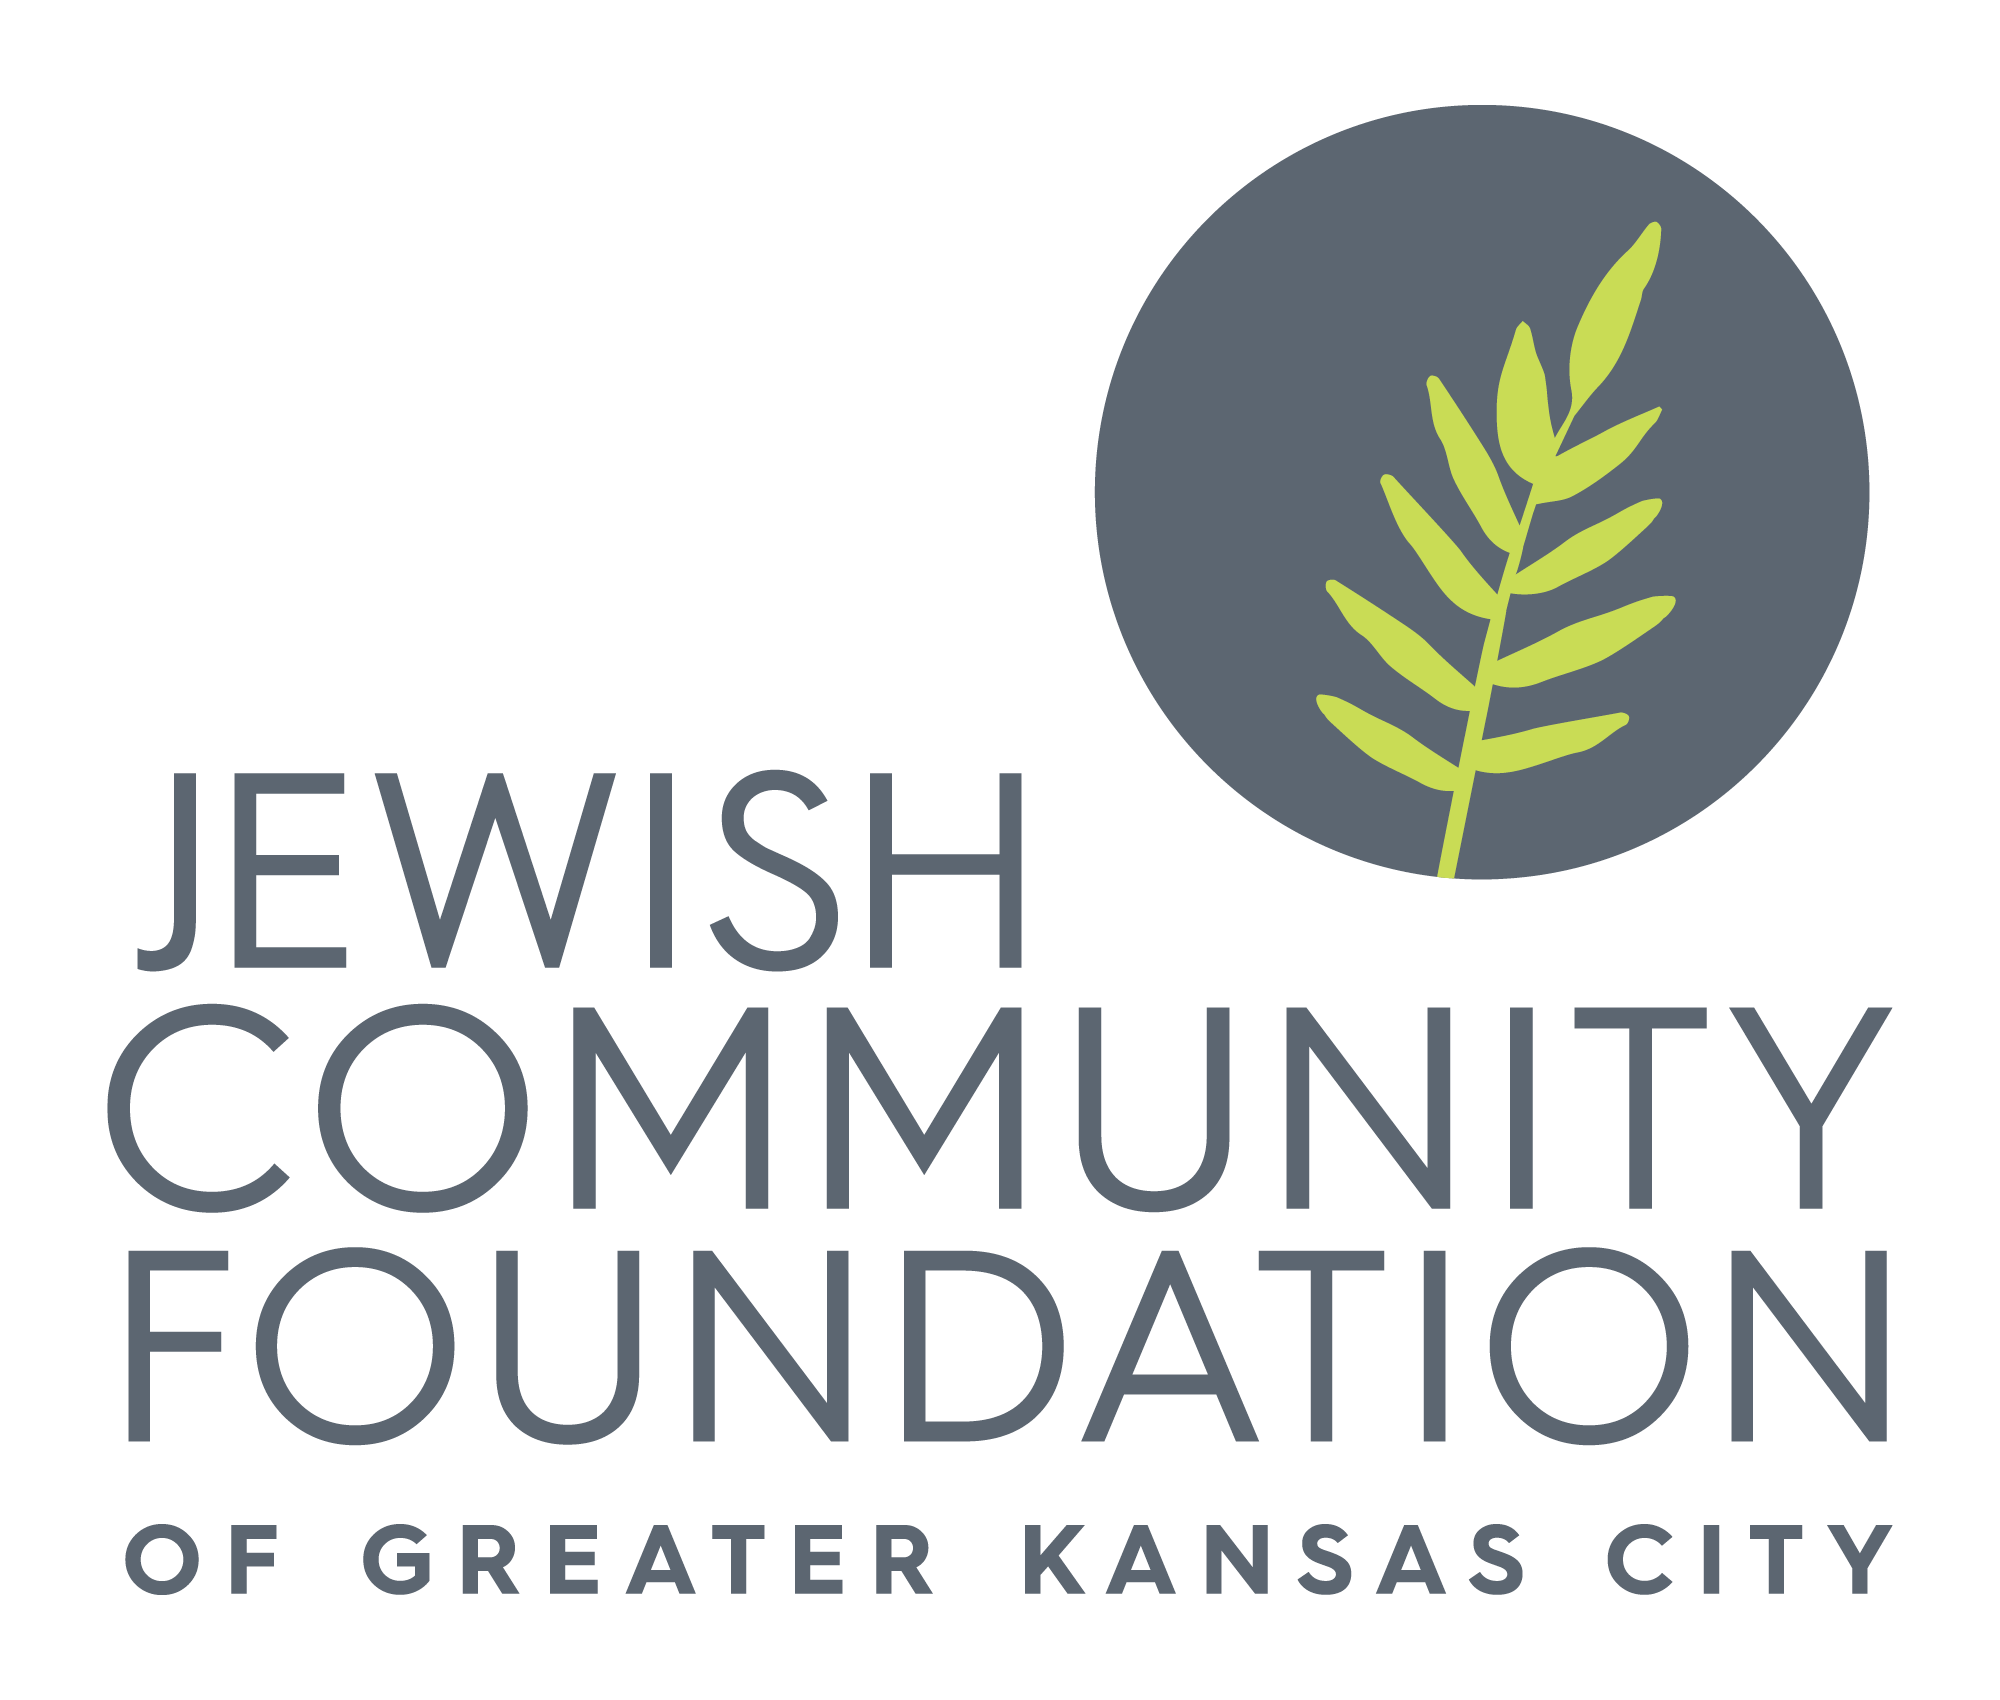 JEWISH
COMMUNITY
FOUNDATION
OF GREATER KANSAS CITY